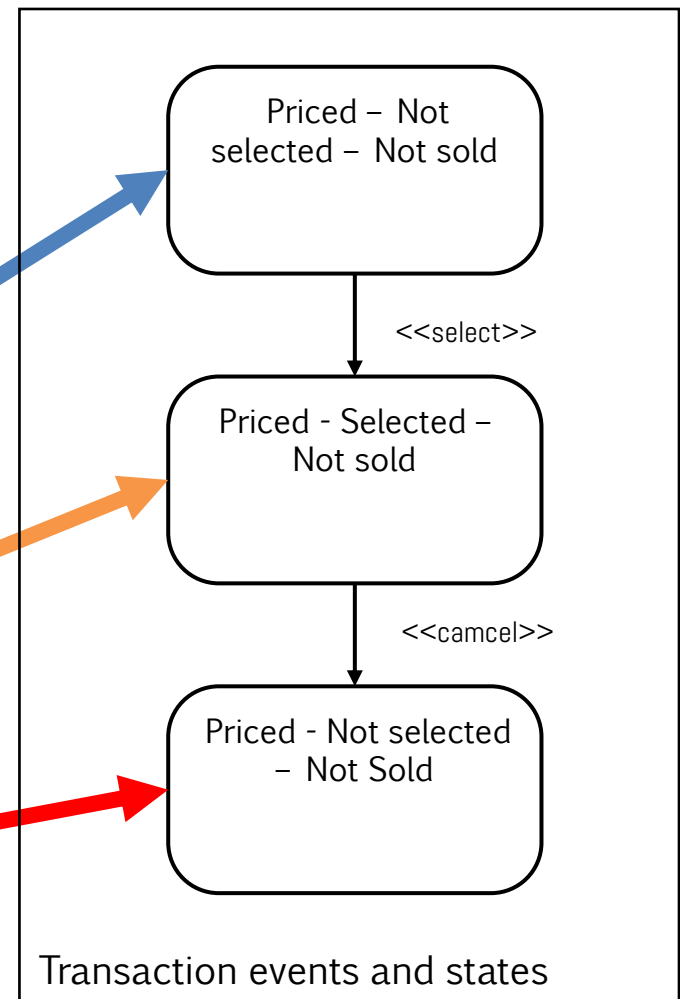 Priced – Not
selected – Not sold
<<select>>
Priced - Selected –
Not sold
<<camcel>>
Priced - Not selected
– Not Sold
Transaction events and states